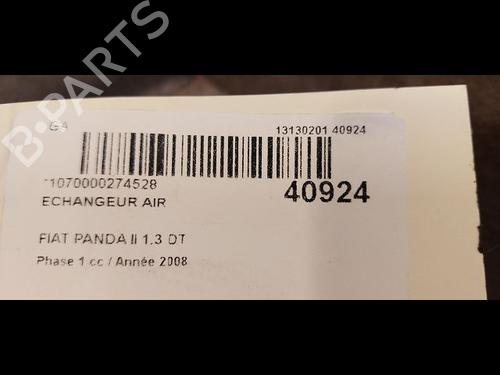 GA
13130201 40924
*1070000274528
40924
ECHANGEUR AIR
FIAT PANDA II 1.3 DT
Phase 1 cc / Année 2008
B-PARTS